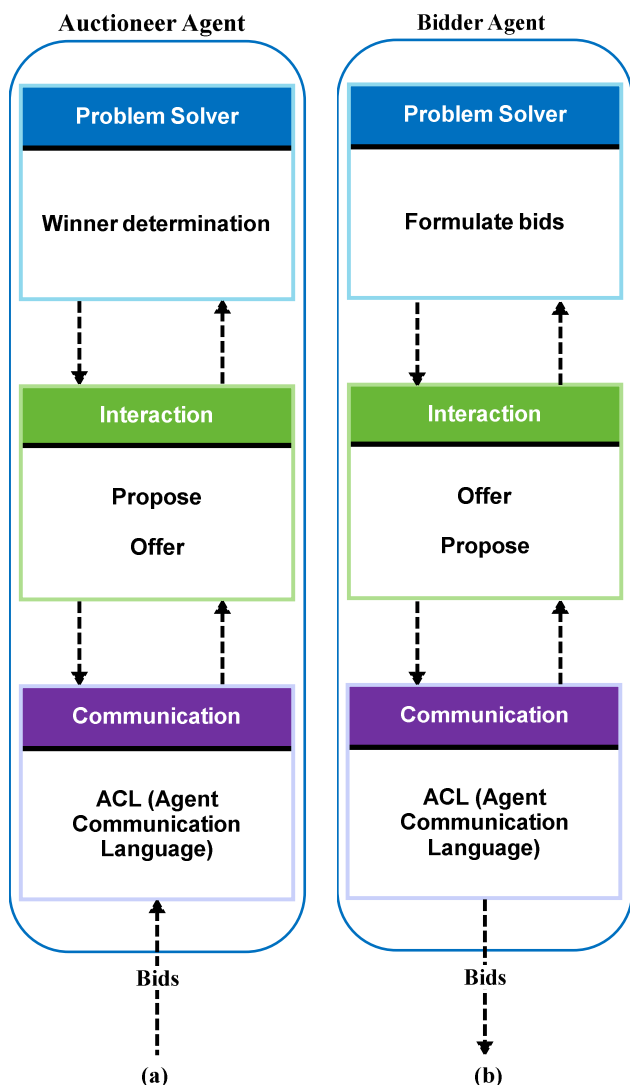 Auctioneer Agent
Problem Solver
Winner determination
Interaction
Propose
Offer
Communication
ACL (Agent
Communication
Language)
Bids
(a)
Bidder Agent
Problem Solver
Formulate bids
Interaction
Offer
Propose
Communication
ACL (Agent
Communication
Language)
Bids
(b)